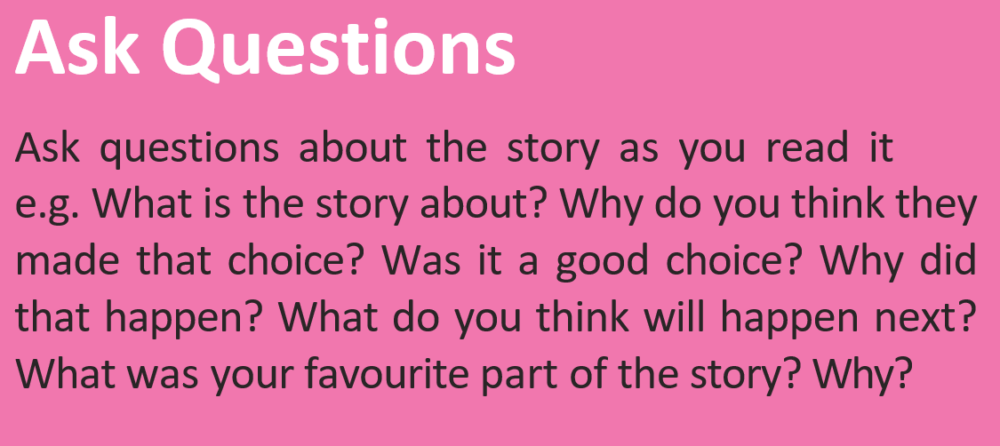 Ask Questions
Ask questions about the story as you read it
e.g. What is the story about? Why do you think they
made that choice? Was it a good choice? Why did
that happen? What do you think will happen next?
What was your favourite part of the story? Why?